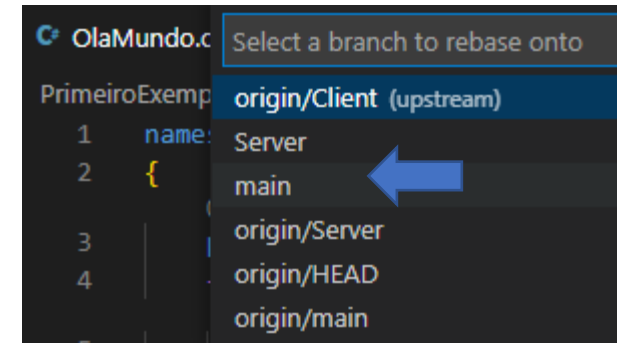 C# OlaMundo.c
Select a branch to rebase onto
PrimeiroExemp
origin/Client (upstream)
1 name
Server
2 {
main
3
origin/Server
4
origin/HEAD
origin/main